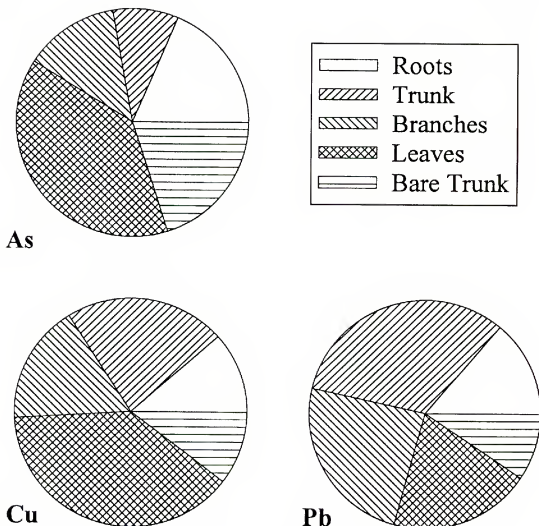 Roots
Trunk
Branches
Leaves
Bare Trunk
As
Cu
Pb